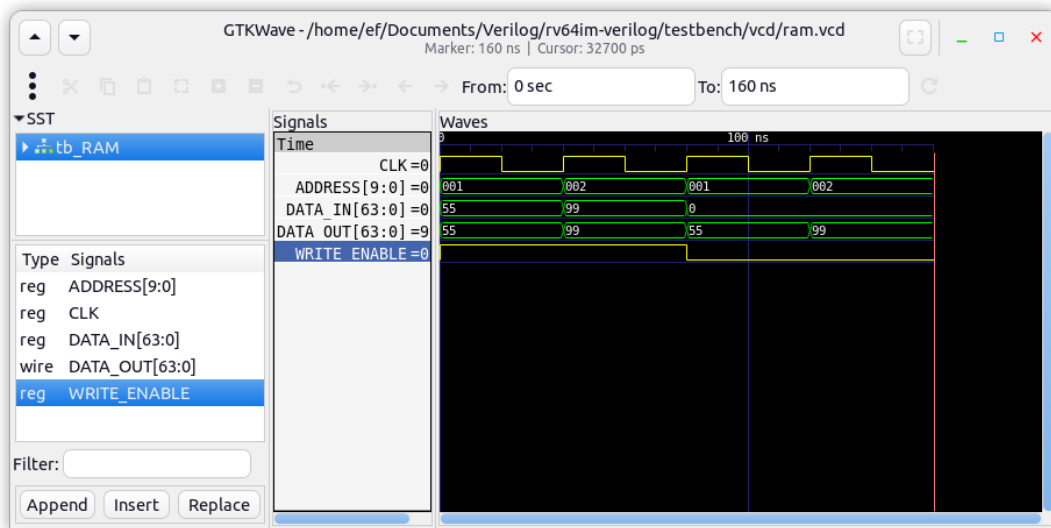 GTKWave - /home/ef/Documents/Verilog/rv64im-verilog/testbench/vcd/ram.vcd
Marker: 160 ns | Cursor: 32700 ps
From: 0 sec To: 160 ns
SST
tb_RAM
Type Signals
reg ADDRESS[9:0]
reg CLK
reg DATA_IN[63:0]
wire DATA_OUT[63:0]
reg WRITE_ENABLE
Filter:
Append Insert Replace
Signals
Time
CLK =0
ADDRESS[9:0] =0
DATA_IN[63:0] =0
DATA OUT[63:0] =9
WRITE ENABLE =0
Waves
0 100 ns
001 002 001 002
55 99 0
55 99 55 99